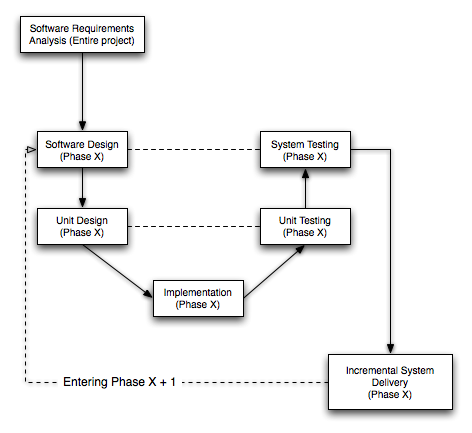 Software Requirements
Analysis (Entire project)
Software Design
(Phase X)
System Testing
(Phase X)
Unit Design
(Phase X)
Unit Testing
(Phase X)
Implementation
(Phase X)
Incremental System
Delivery
(Phase X)
Entering Phase X + 1